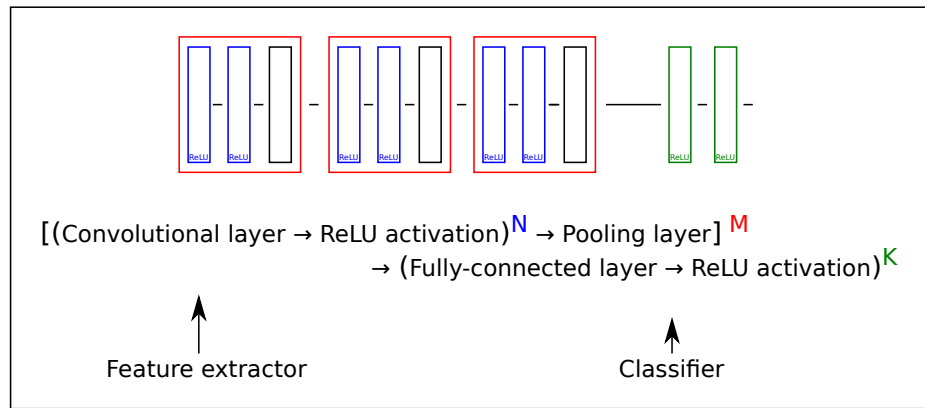 ReLU ReLU ReLU ReLU ReLU ReLU ReLU ReLU
[(Convolutional layer → ReLU activation)^N → Pooling layer] ^M
→ (Fully-connected layer → ReLU activation)^K
Feature extractor Classifier